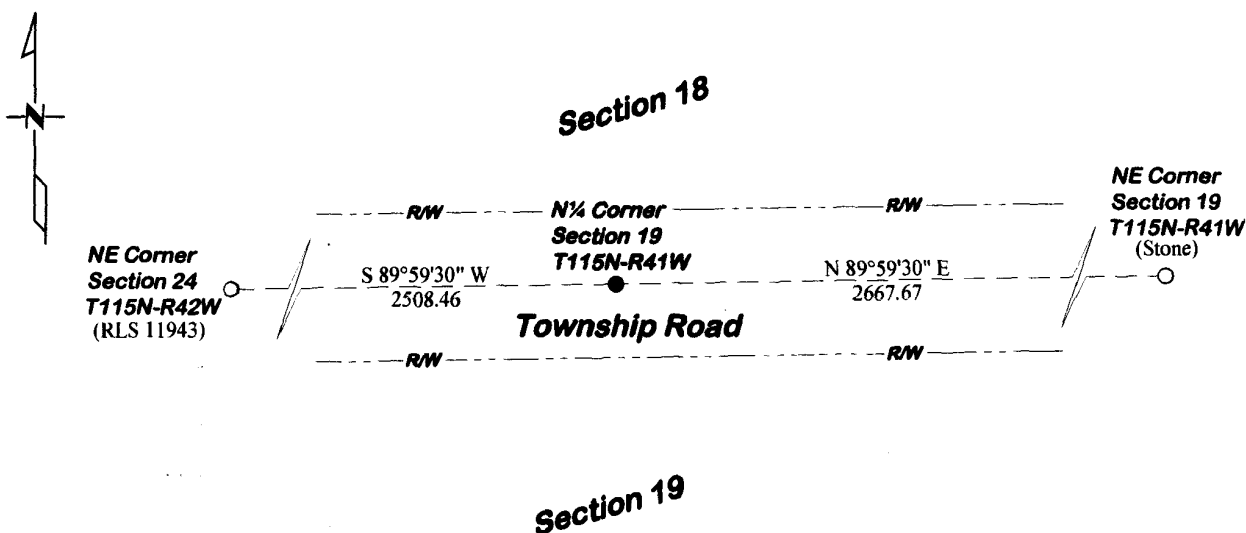 N
Section 18
NE Corner
Section 19
T115N-R41W
(Stone)
R/W
N¼ Corner
Section 19
T115N-R41W
R/W
NE Corner
Section 24
T115N-R42W
(RLS 11943)
S 89°59'30" W
2508.46
N 89°59'30" E
2667.67
Township Road
R/W
R/W
Section 19